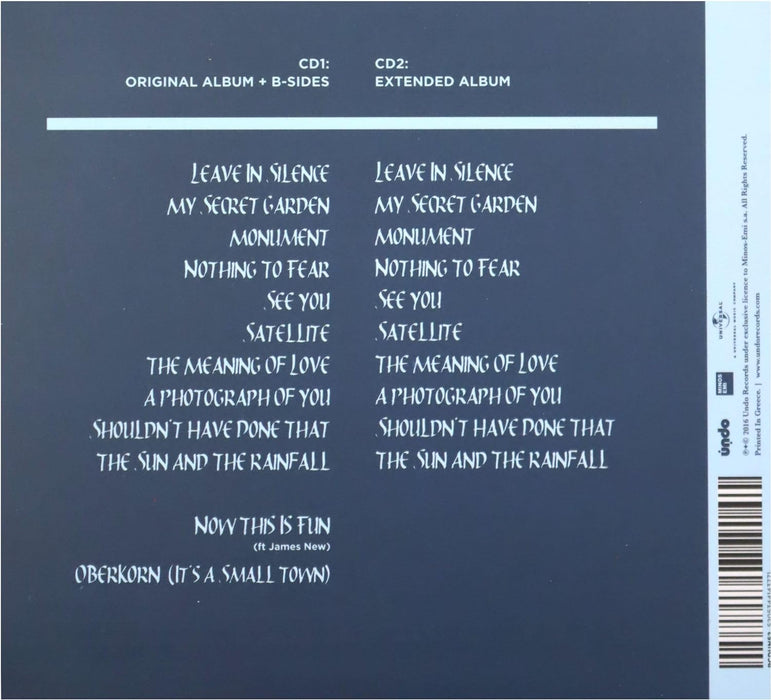 CD1:
ORIGINAL ALBUM + B-SIDES
LEAVE IN SILENCE
MY SECRET GARDEN
MONUMENT
NOTHING TO FEAR
SEE YOU
SATELLITE
THE MEANING OF LOVE
A PHOTOGRAPH OF YOU
SHOULDN'T HAVE DONE THAT
THE SUN AND THE RAINFALL
NOW THIS IS FUN
(ft James New)
OBERKORN (IT'S A SMALL TOWN)
CD2:
EXTENDED ALBUM
LEAVE IN SILENCE
MY SECRET GARDEN
MONUMENT
NOTHING TO FEAR
SEE YOU
SATELLITE
THE MEANING OF LOVE
A PHOTOGRAPH OF YOU
SHOULDN'T HAVE DONE THAT
THE SUN AND THE RAINFALL
UNIVERSAL
A UNIVERSAL MUSIC COMPANY
MINOS
EMI
undo
℗+© 2016 Undo Records under exclusive licence to Minos-Emi s.a. All Rights Reserved.
Printed In Greece. | www.undorecords.com